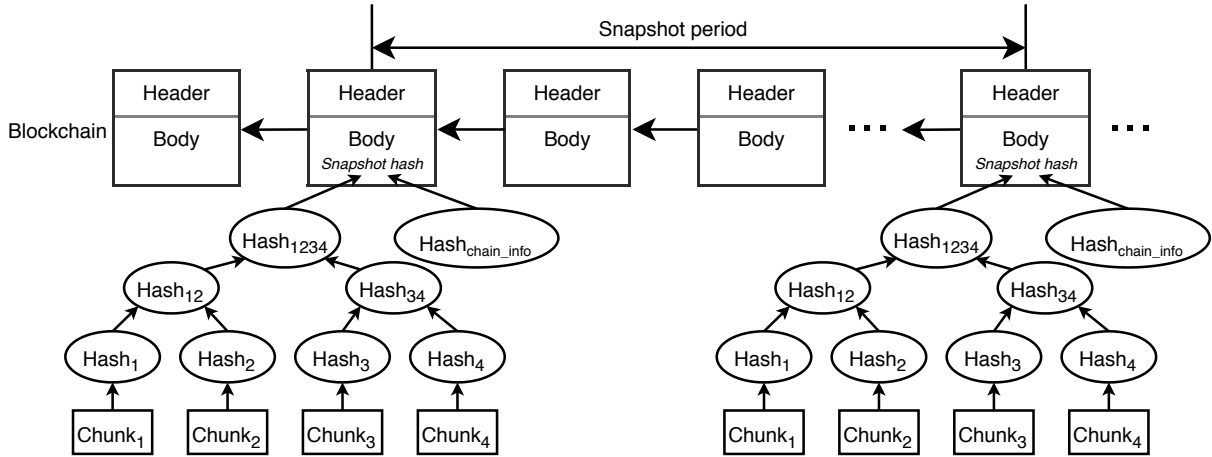 Snapshot period
Header Header Header Header Header
Blockchain Body Body Body Body ... Body ...
Snapshot hash Snapshot hash
Hash1234 Hashchain_info Hash1234 Hashchain_info
Hash12 Hash34 Hash12 Hash34
Hash1 Hash2 Hash3 Hash4 Hash1 Hash2 Hash3 Hash4
Chunk1 Chunk2 Chunk3 Chunk4 Chunk1 Chunk2 Chunk3 Chunk4